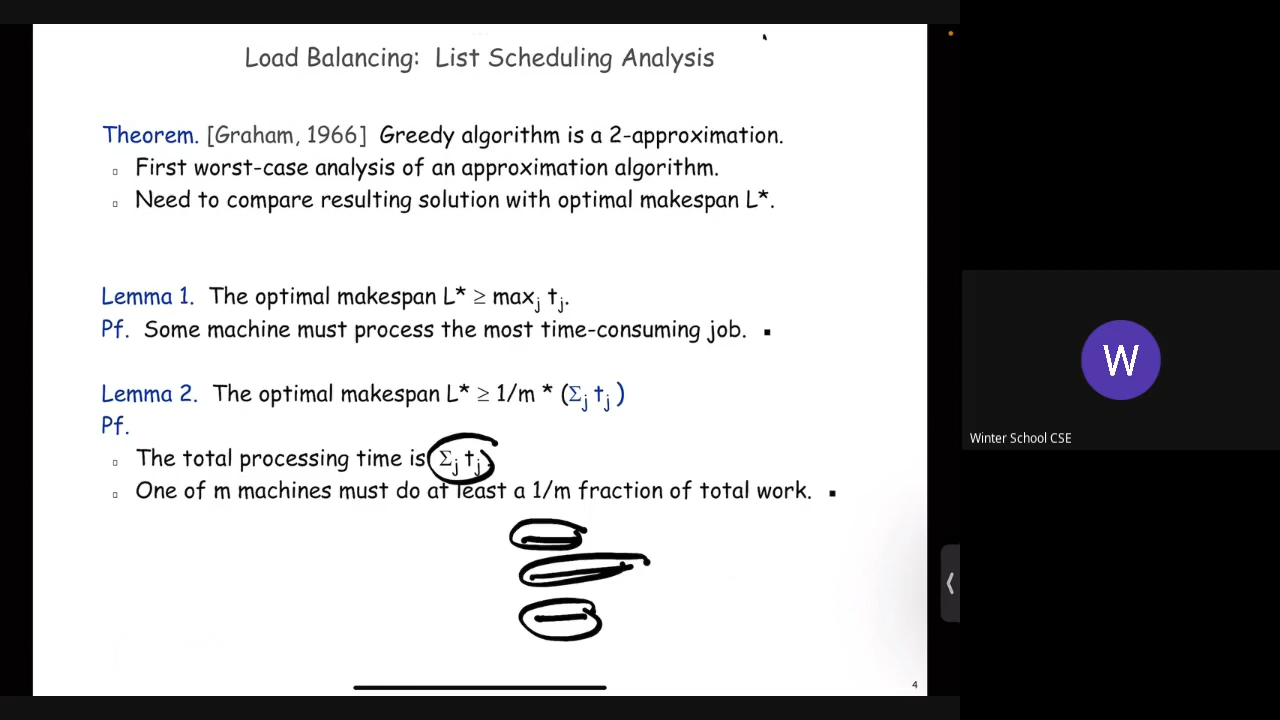 Load Balancing: List Scheduling Analysis
Theorem. [Graham, 1966] Greedy algorithm is a 2-approximation.
First worst-case analysis of an approximation algorithm.
Need to compare resulting solution with optimal makespan L*.
Lemma 1. The optimal makespan L* ≥ maxj tj.
Pf. Some machine must process the most time-consuming job. ▪
Lemma 2. The optimal makespan L* ≥ 1/m * (Σj tj )
Pf.
The total processing time is Σj tj
One of m machines must do at least a 1/m fraction of total work. ▪
4
W
Winter School CSE